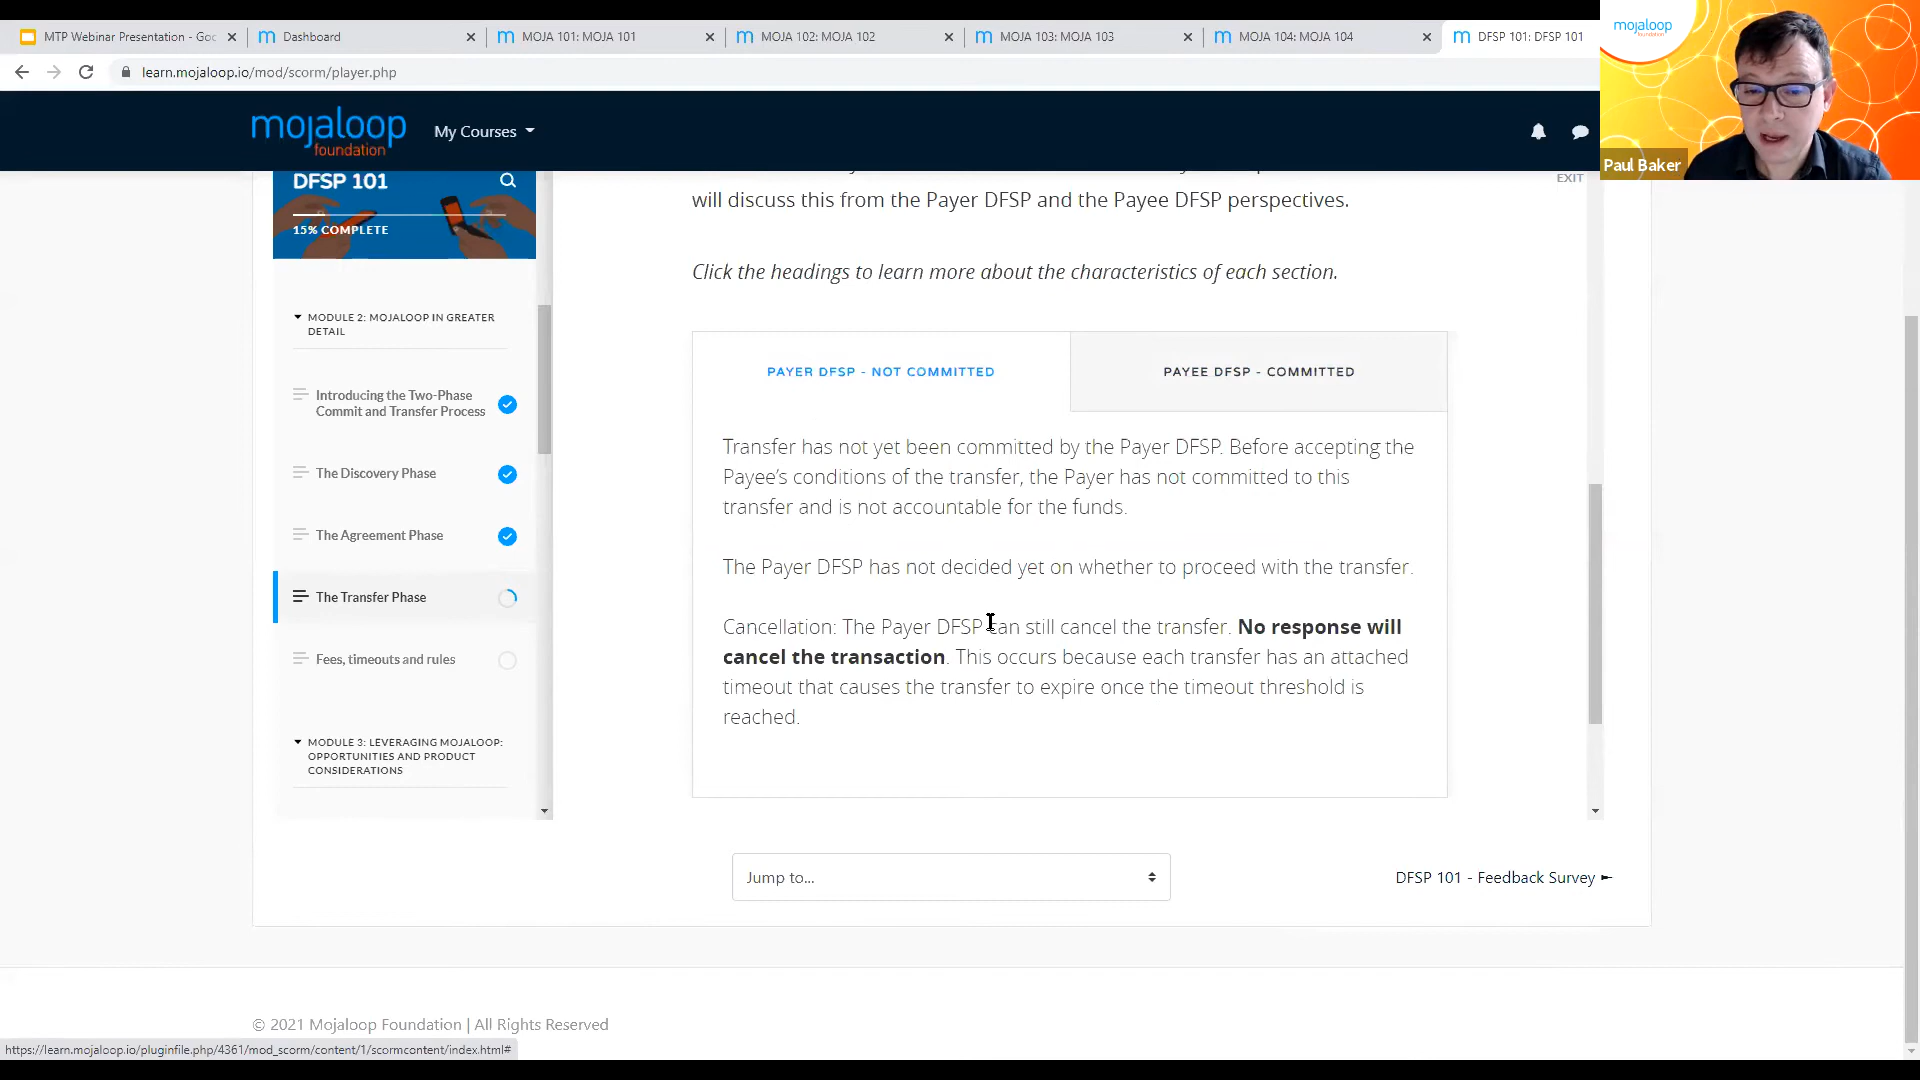 MTP Webinar Presentation - Goo
Dashboard
MOJA 101: MOJA 101
MOJA 102: MOJA 102
MOJA 103: MOJA 103
MOJA 104: MOJA 104
DFSP 101: DFSP 101
learn.mojaloop.io/mod/scorm/player.php
mojaloop
foundation
Paul Baker
mojaloop
foundation
My Courses
EXIT
DFSP 101
15% COMPLETE
MODULE 2: MOJALOOP IN GREATER
DETAIL
Introducing the Two-Phase
Commit and Transfer Process
The Discovery Phase
The Agreement Phase
The Transfer Phase
Fees, timeouts and rules
MODULE 3: LEVERAGING MOJALOOP:
OPPORTUNITIES AND PRODUCT
CONSIDERATIONS
will discuss this from the Payer DFSP and the Payee DFSP perspectives.
Click the headings to learn more about the characteristics of each section.
PAYER DFSP - NOT COMMITTED
PAYEE DFSP - COMMITTED
Transfer has not yet been committed by the Payer DFSP. Before accepting the
Payee’s conditions of the transfer, the Payer has not committed to this
transfer and is not accountable for the funds.
The Payer DFSP has not decided yet on whether to proceed with the transfer.
Cancellation: The Payer DFSP can still cancel the transfer. No response will
cancel the transaction. This occurs because each transfer has an attached
timeout that causes the transfer to expire once the timeout threshold is
reached.
Jump to...
DFSP 101 - Feedback Survey
© 2021 Mojaloop Foundation | All Rights Reserved
https://learn.mojaloop.io/pluginfile.php/4361/mod_scorm/content/1/scormcontent/index.html#